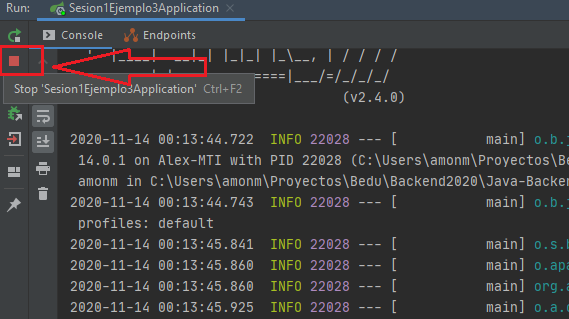 Run:
Sesion1Ejemplo3Application
Console
Endpoints
(v2.4.0)
Stop 'Sesion1Ejemplo3Application' Ctrl+F2
2020-11-14 00:13:44.722 INFO 22028 --- [ main] o.b.j
14.0.1 on Alex-MTI with PID 22028 (C:\Users\amonm\Proyectos\Be
amonm in C:\Users\amonm\Proyectos\Bedu\Backend2020\Java-Backen
2020-11-14 00:13:44.743 INFO 22028 --- [ main] o.b.j
profiles: default
2020-11-14 00:13:45.841 INFO 22028 --- [ main] o.s.b
2020-11-14 00:13:45.860 INFO 22028 --- [ main] o.apa
2020-11-14 00:13:45.860 INFO 22028 --- [ main] org.a
2020-11-14 00:13:45.925 INFO 22028 --- [ main] o.a.c